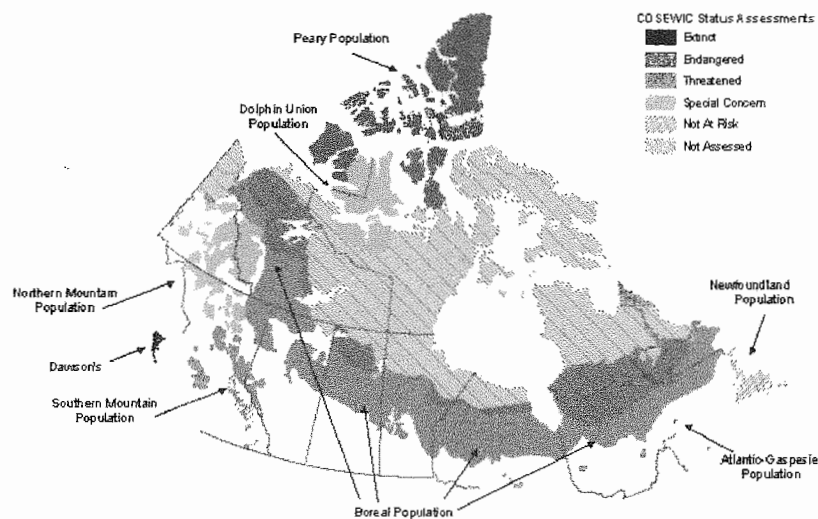 COSEWIC Status Assessments
Extinct
Endangered
Threatened
Special Concern
Not At Risk
Not Assessed
Peary Population
Dolphin Union
Population
Northern Mountain
Population
Dawson's
Southern Mountain
Population
Newfoundland
Population
Atlantic-Gaspesie
Population
Boreal Population